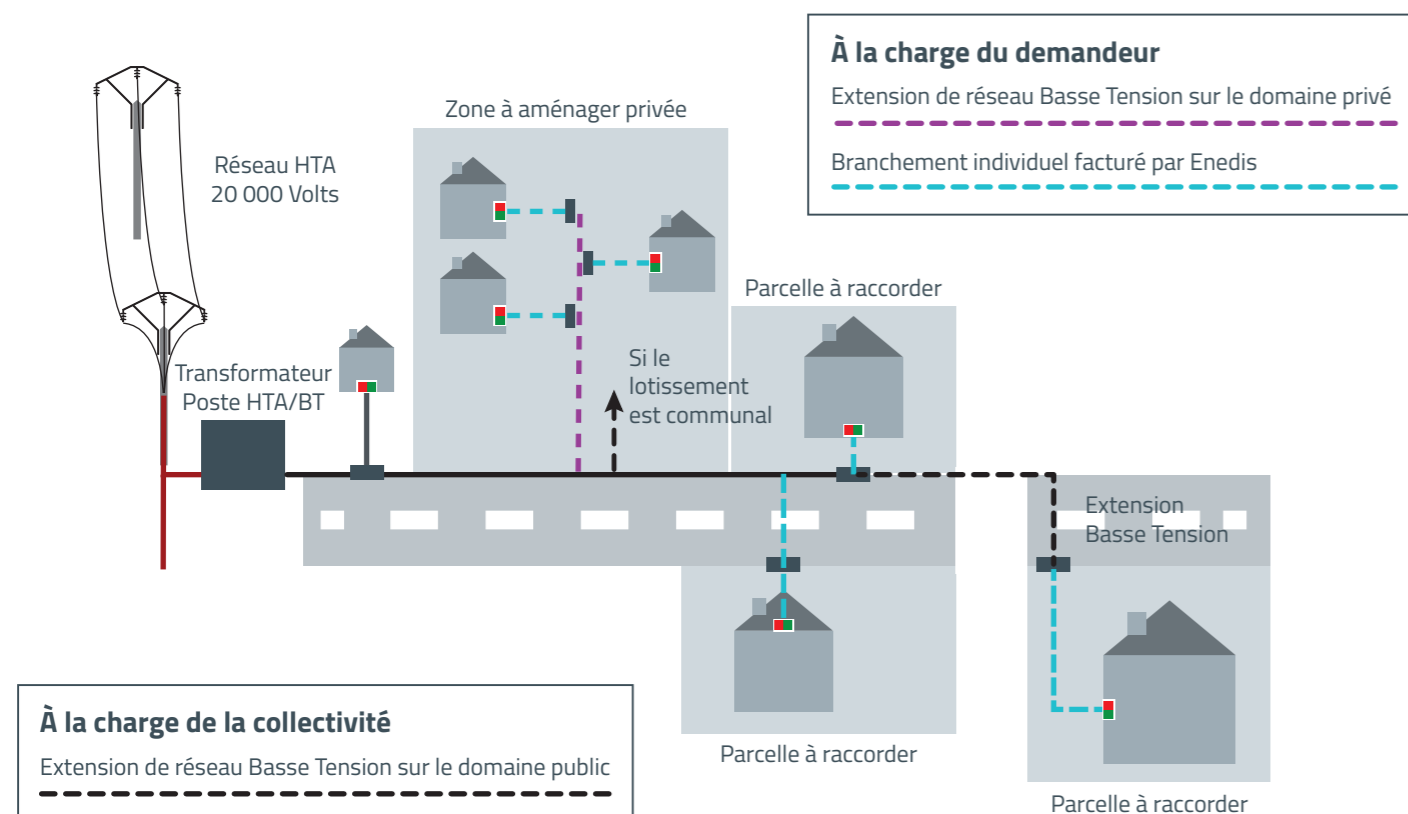 À la charge du demandeur
Extension de réseau Basse Tension sur le domaine privé
Branchement individuel facturé par Enedis
Zone à aménager privée
Réseau HTA
20 000 Volts
Parcelle à raccorder
Si le
lotissement
est communal
Transformateur
Poste HTA/BT
Extension
Basse Tension
À la charge de la collectivité
Extension de réseau Basse Tension sur le domaine public
Parcelle à raccorder
Parcelle à raccorder